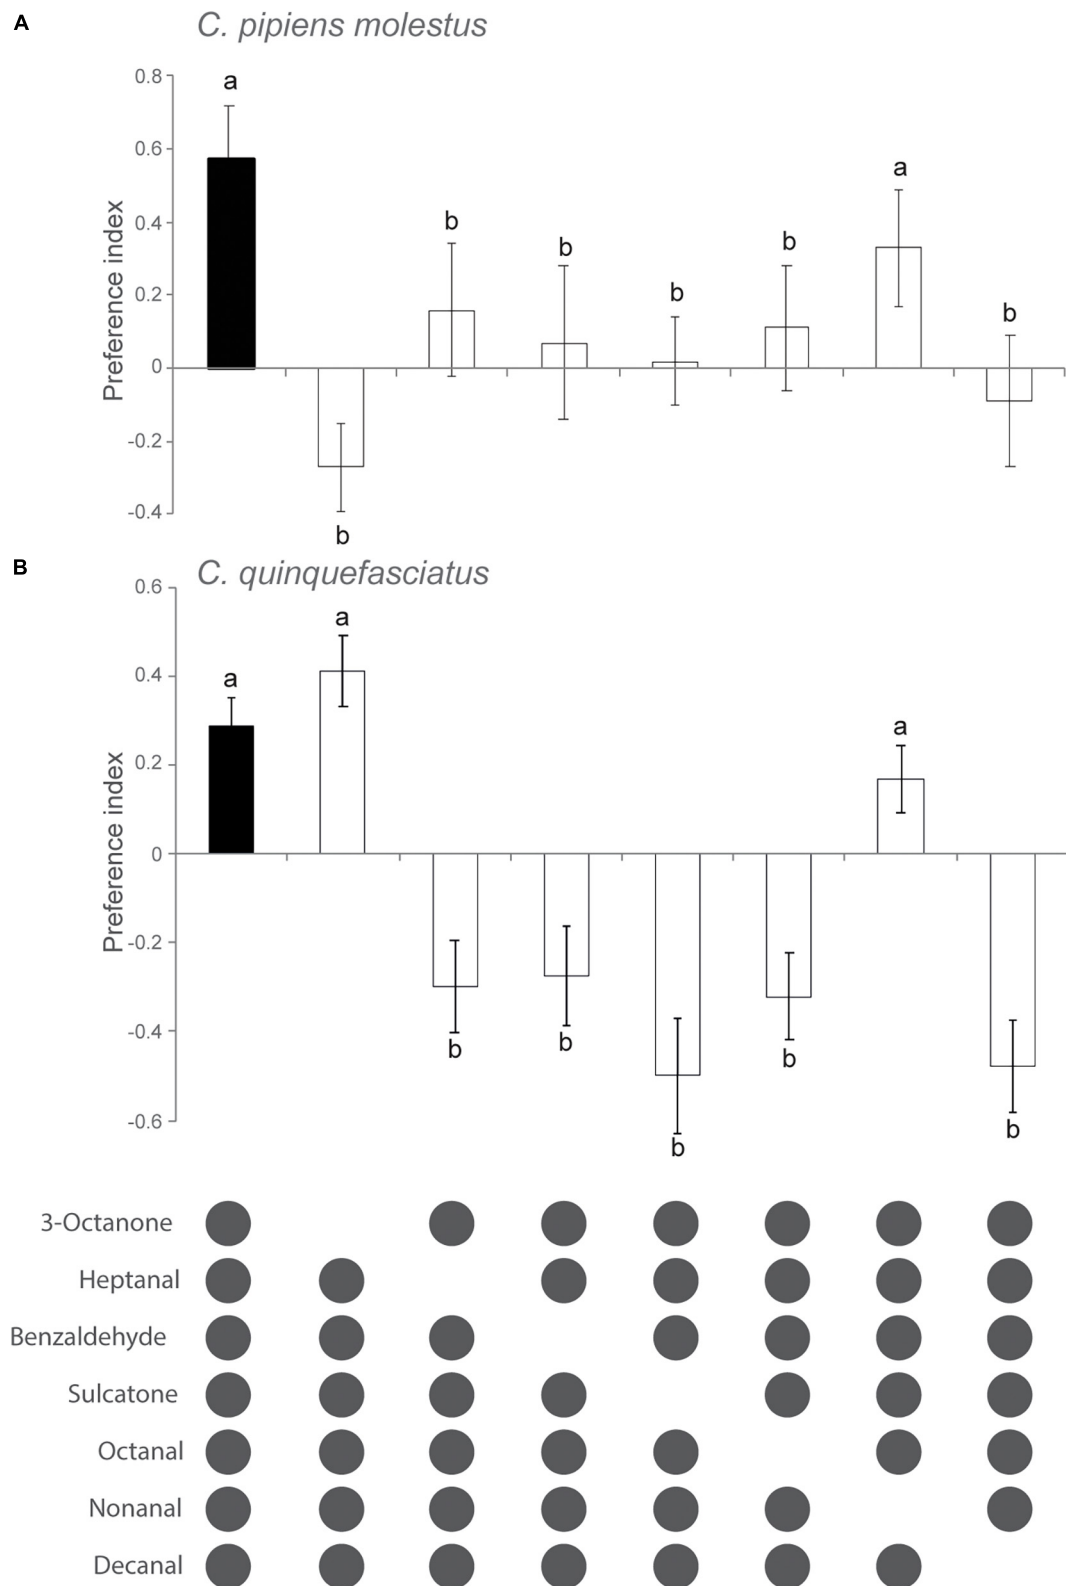 A
C. pipiens molestus
Preference index
0.8
0.6
0.4
0.2
0
-0.2
-0.4
a
b
b
b
b
b
a
b
B
C. quinquefasciatus
Preference index
0.6
0.4
0.2
0
-0.2
-0.4
-0.6
a
a
b
b
b
b
a
b
3-Octanone
Heptanal
Benzaldehyde
Sulcatone
Octanal
Nonanal
Decanal